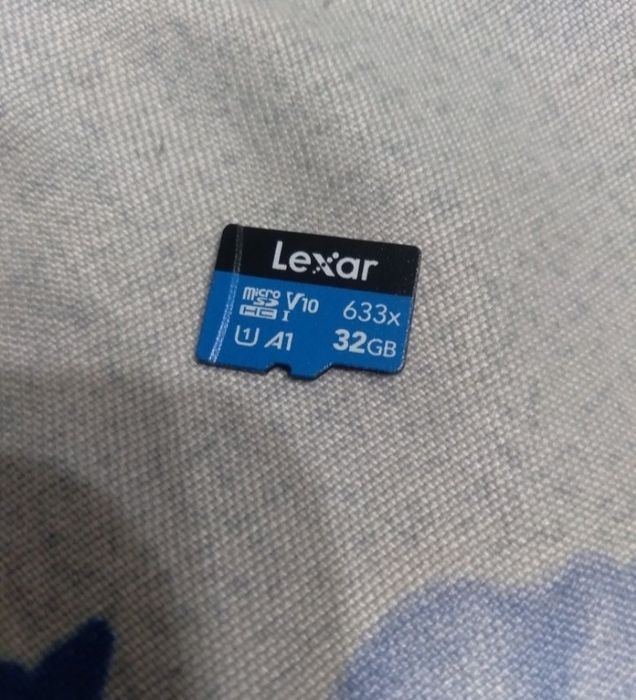 Lexar
micro SD HC I V10 633x
U1 A1 32GB